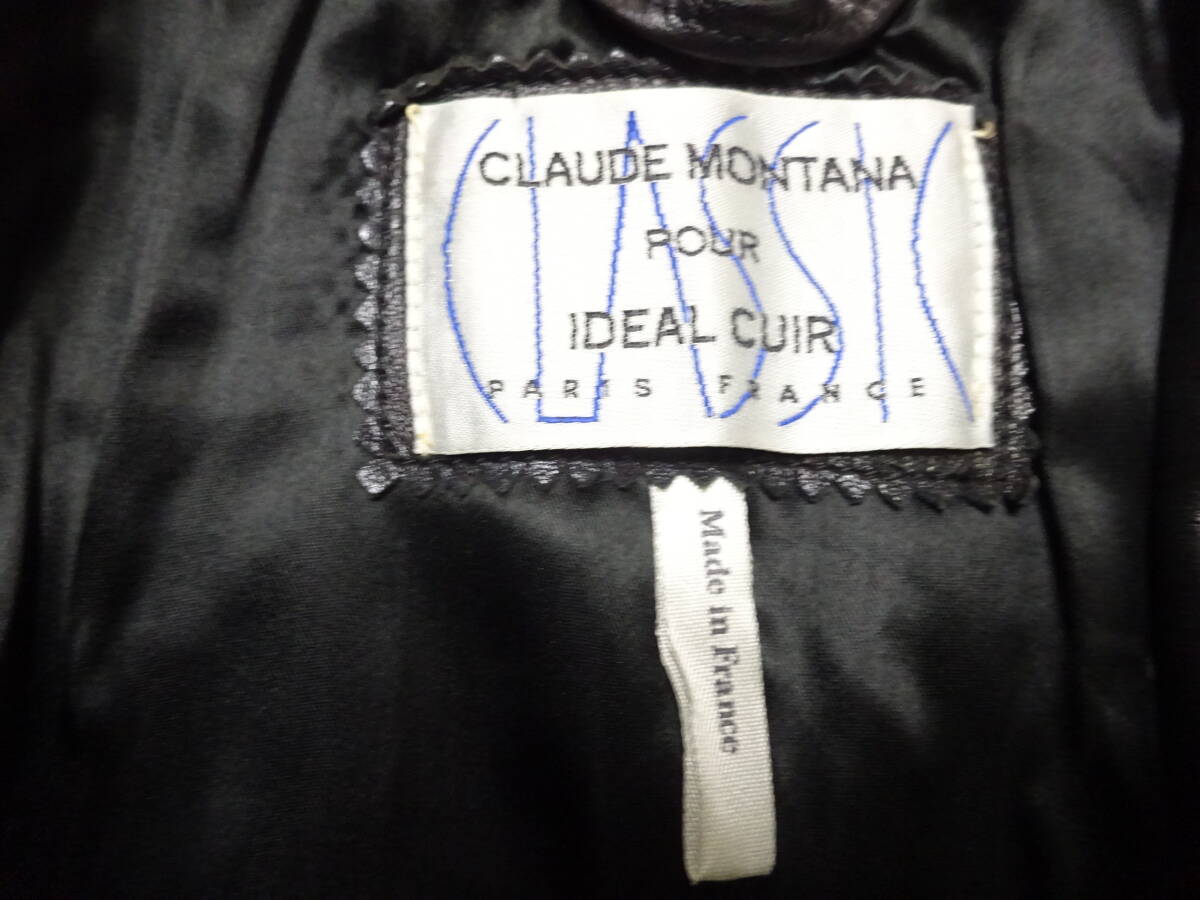 CLASSIC
CLAUDE MONTANA
POUR
IDEAL CUIR
PARIS FRANCE
Made in France